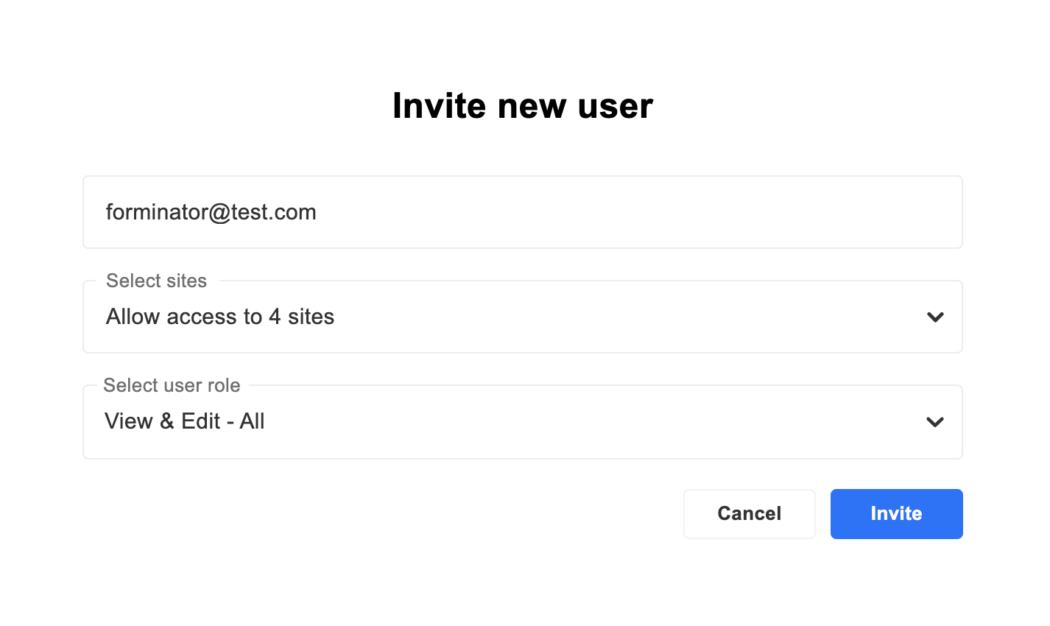 Invite new user
forminator@test.com
Select sites
Allow access to 4 sites
Select user role
View & Edit - All
Cancel
Invite